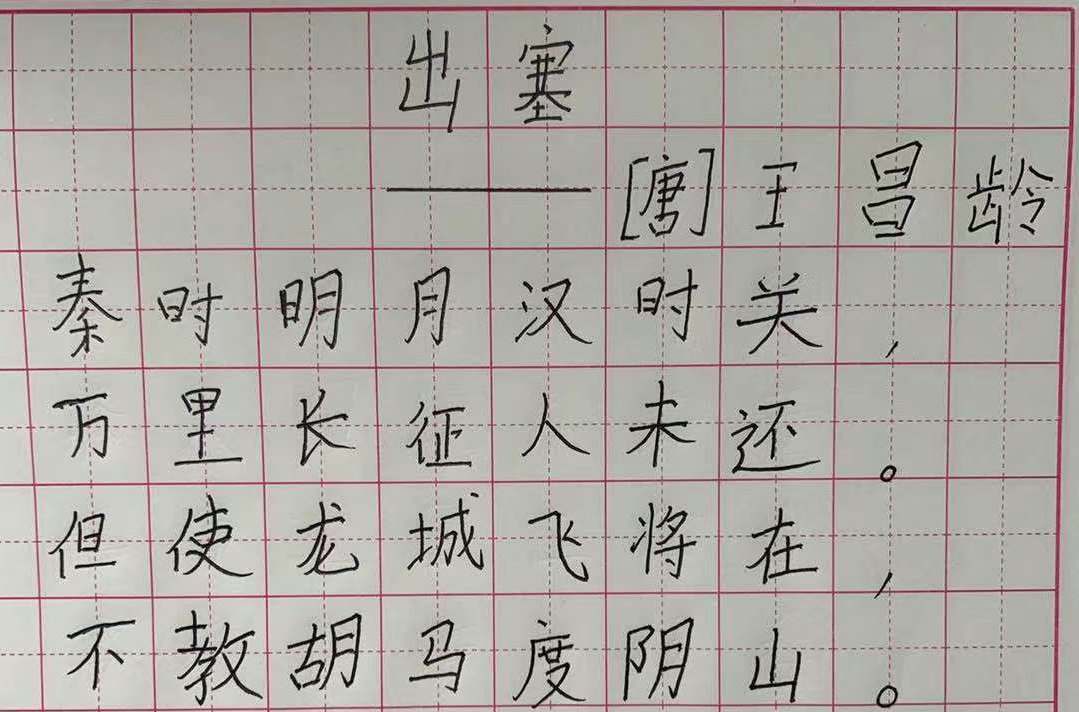 出塞
——[唐]王昌龄
秦时明月汉时关,
万里长征人未还。
但使龙城飞将在,
不教胡马度阴山。